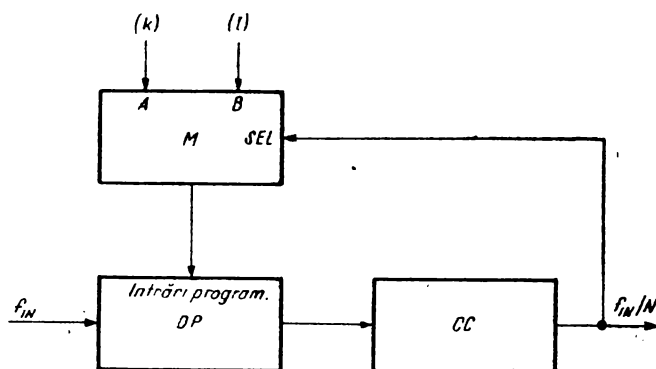 (k) (l)
A B
M SEL
Intrări program.
f_IN DP CC f_IN/N